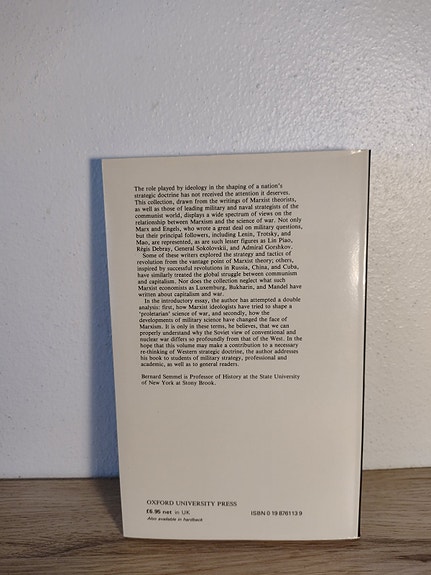 The role played by ideology in the shaping of a nation's
strategic doctrine has not received the attention it deserves.
This collection, drawn from the writings of Marxist theorists,
as well as those of leading military and naval strategists of the
communist world, displays a wide spectrum of views on the
relationship between Marxism and the science of war. Not only
Marx and Engels, who wrote a great deal on military questions,
but their principal followers, including Lenin, Trotsky, and
Mao, are represented, as are such lesser figures as Lin Piao,
Régis Debray, General Sokolovskii, and Admiral Gorshkov.
Some of these writers explored the strategy and tactics of
revolution from the vantage point of Marxist theory; others,
inspired by successful revolutions in Russia, China, and Cuba,
have similarly treated the global struggle between communism
and capitalism. Nor does the collection neglect what such
Marxist economists as Luxemburg, Bukharin, and Mandel have
written about capitalism and war.
In the introductory essay, the author has attempted a double
analysis: first, how Marxist ideologists have tried to shape a
'proletarian' science of war, and secondly, how the
developments of military science have changed the face of
Marxism. It is only in these terms, he believes, that we can
properly understand why the Soviet view of conventional and
nuclear war differs so profoundly from that of the West. In the
hope that this volume may make a contribution to a necessary
re-thinking of Western strategic doctrine, the author addresses
his book to students of military strategy, professional and
academic, as well as to general readers.
Bernard Semmel is Professor of History at the State University
of New York at Stony Brook.
OXFORD UNIVERSITY PRESS
£6.95 net in UK
ISBN 0 19 876113 9
Also available in hardback